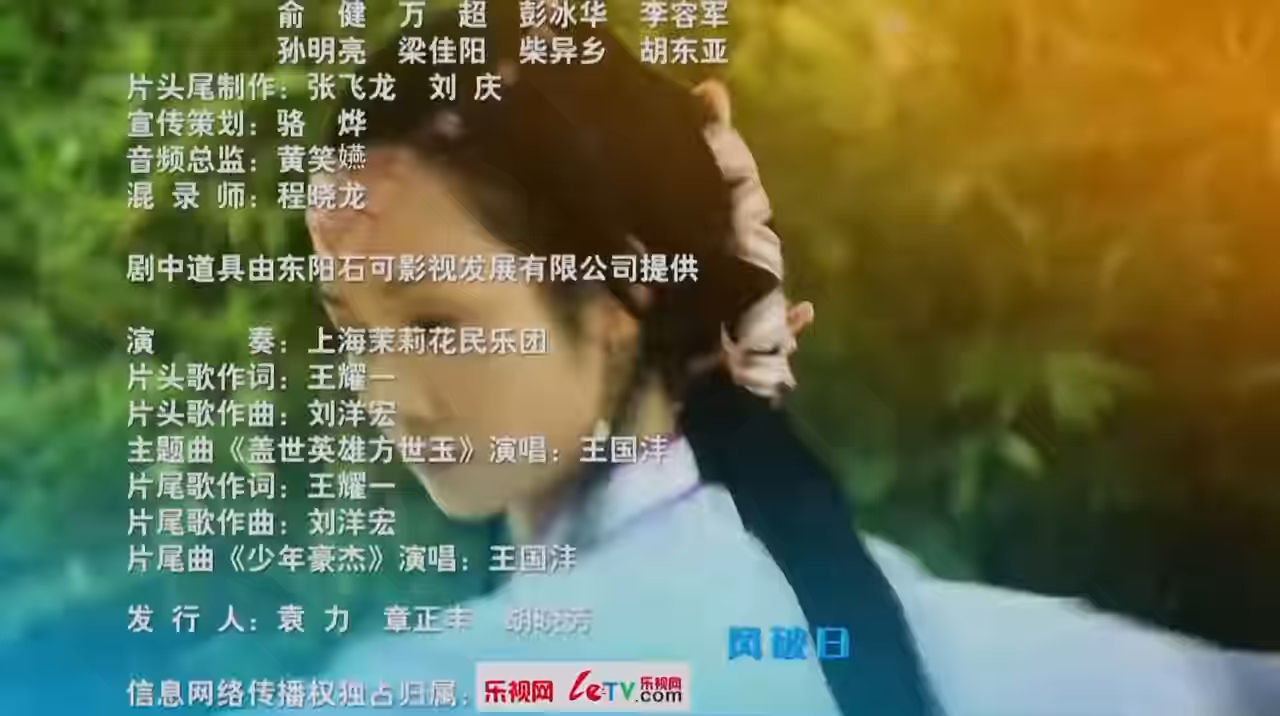 俞 健 万 超 彭冰华 李容军
孙明亮 梁佳阳 柴异乡 胡东亚
片头尾制作：张飞龙 刘 庆
宣传策划：骆 烨
音频总监：黄笑嬿
混 录 师：程晓龙
剧中道具由东阳石可影视发展有限公司提供
演 奏：上海茉莉花民乐团
片头歌作词：王耀一
片头歌作曲：刘洋宏
主题曲《盖世英雄方世玉》演唱：王国沣
片尾歌作词：王耀一
片尾歌作曲：刘洋宏
片尾曲《少年豪杰》演唱：王国沣
发 行 人：袁 力 章正丰
风破日
信息网络传播权独占归属：乐视网 LeTV 乐视网 .com